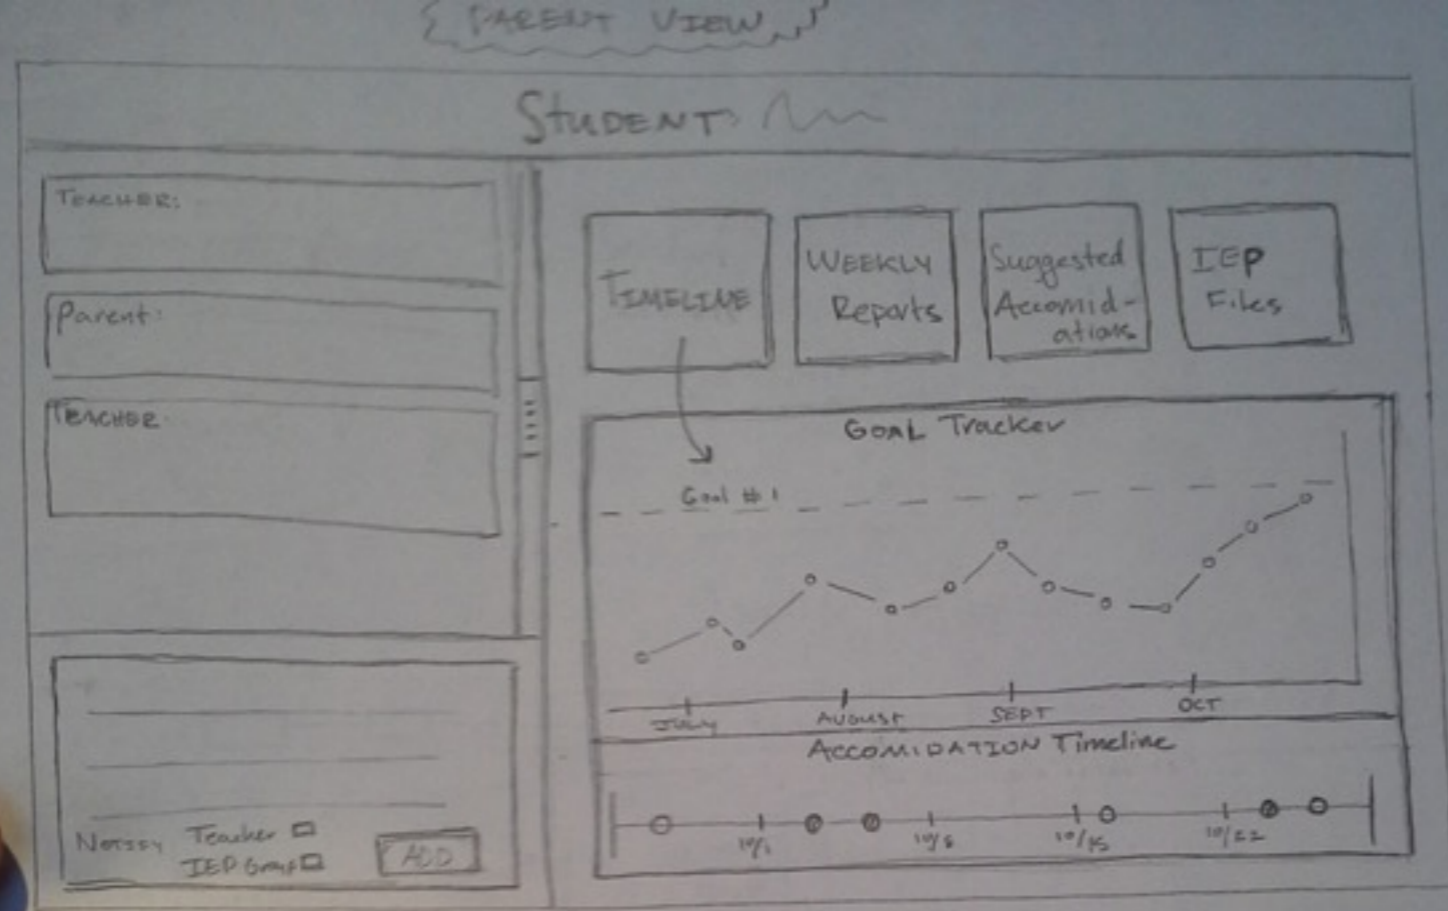 PARENT VIEW
STUDENT:
TEACHER:
Parent:
TEACHER:
TIMELINE
WEEKLY
Reports
Suggested
Accomid-
ations
IEP
Files
GOAL Tracker
Goal #1
JULY AUGUST SEPT OCT
ACCOMIDATION Timeline
10/1 10/8 10/15 10/22
Teacher
IEP Group
ADD